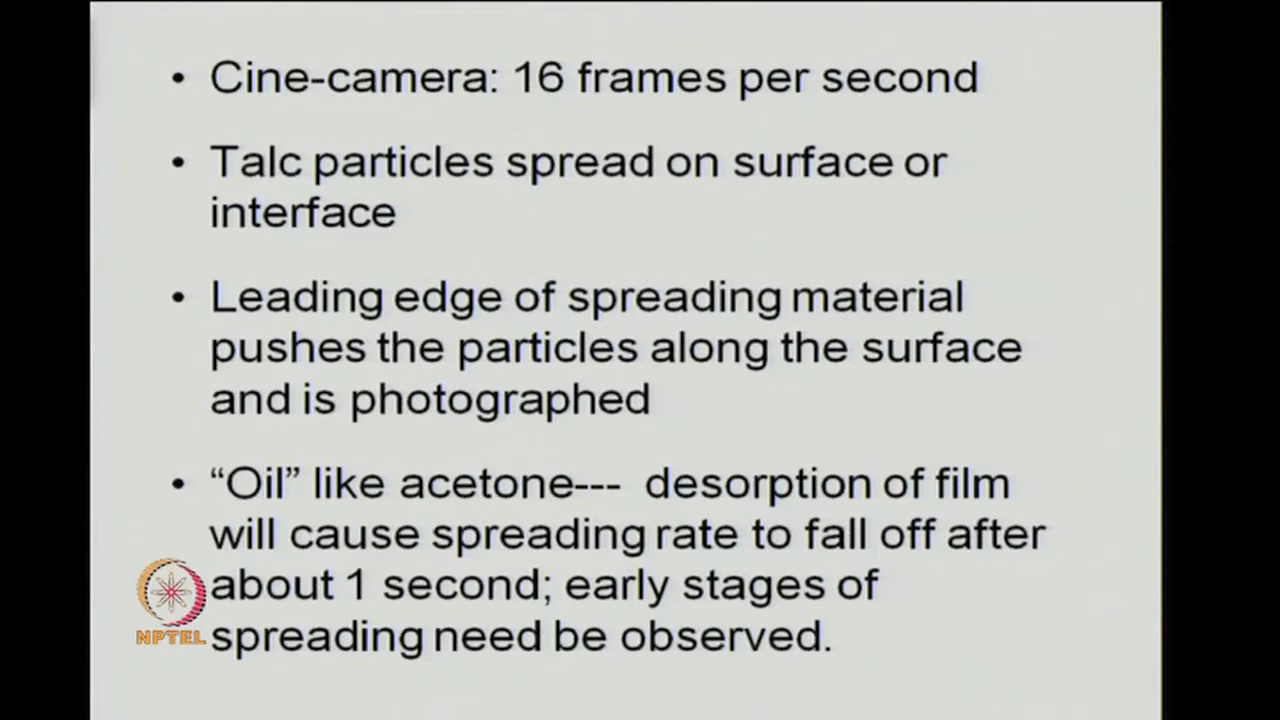 • Cine-camera: 16 frames per second
• Talc particles spread on surface or
interface
• Leading edge of spreading material
pushes the particles along the surface
and is photographed
• “Oil” like acetone--- desorption of film
will cause spreading rate to fall off after
about 1 second; early stages of
spreading need be observed.
NPTEL